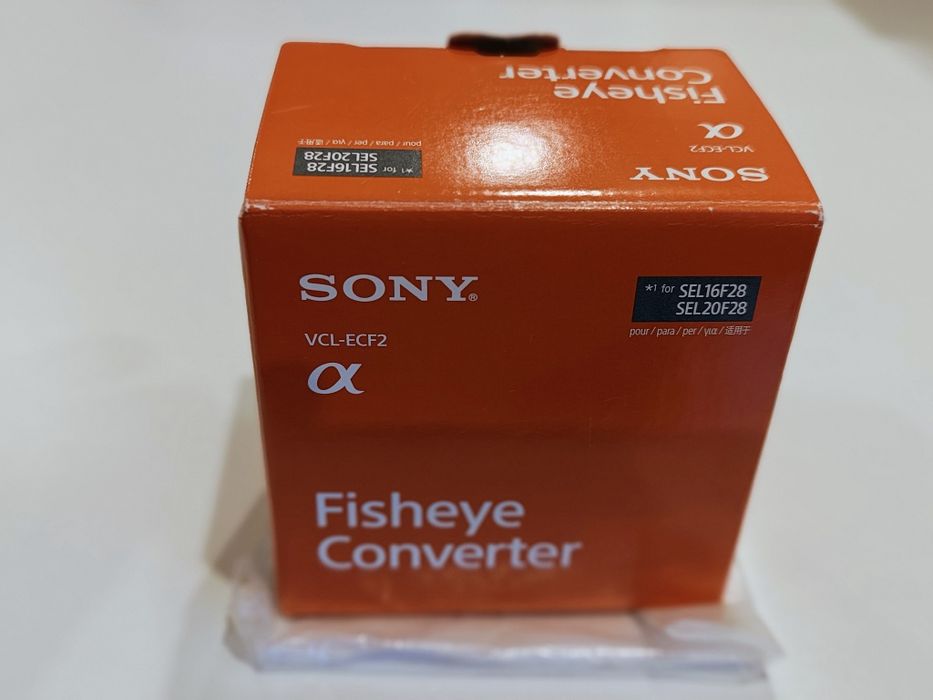 Fisheye
Converter
α
VCL-ECF2
SONY
*1 for SEL16F28
SEL20F28
pour / para / per / για / 适用于
SONY®
VCL-ECF2
α
*1 for SEL16F28
SEL20F28
pour / para / per / για / 适用于
Fisheye
Converter